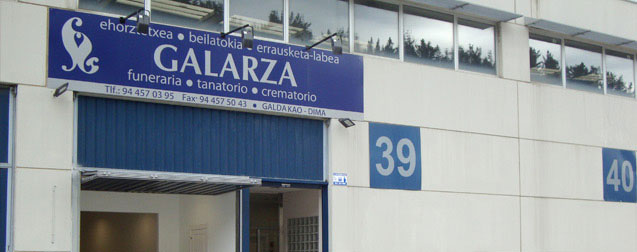 ehorztetxea • beilatokia • errausketa-labea
GALARZA
funeraria • tanatorio • crematorio
Tlf.: 94 457 03 95 Fax: 94 457 50 43 • GALDAKAO - DIMA
39
40